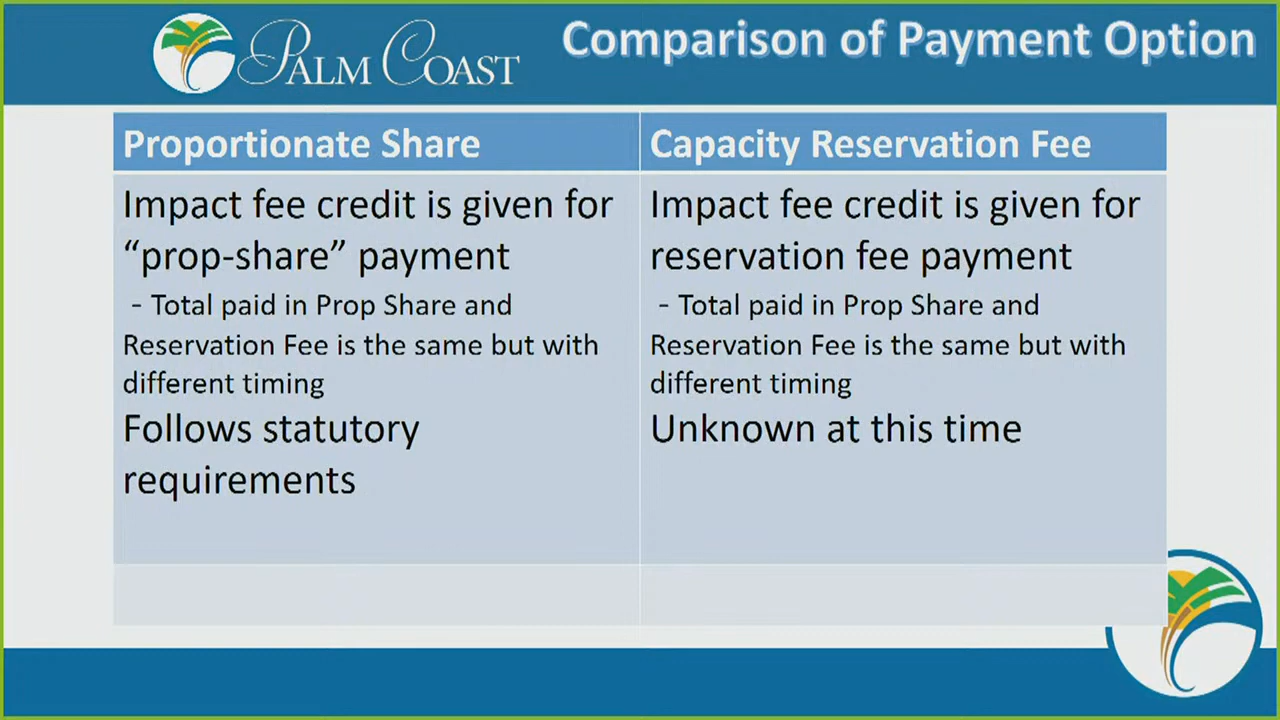 PALM COAST
Comparison of Payment Option
Proportionate Share
Impact fee credit is given for
“prop-share” payment
- Total paid in Prop Share and
Reservation Fee is the same but with
different timing
Follows statutory
requirements
Capacity Reservation Fee
Impact fee credit is given for
reservation fee payment
- Total paid in Prop Share and
Reservation Fee is the same but with
different timing
Unknown at this time